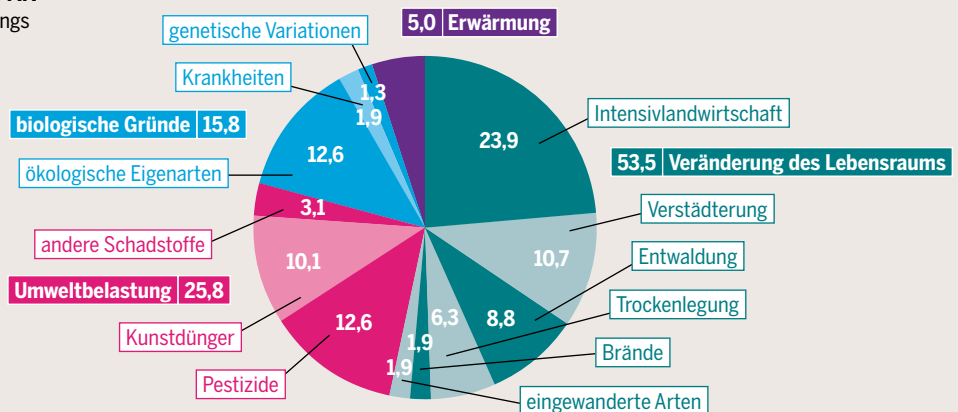 ings
5,0 Erwärmung
genetische Variationen
Krankheiten
1,3
1,9
biologische Gründe 15,8
12,6
ökologische Eigenarten
3,1
andere Schadstoffe
10,1
Umweltbelastung 25,8
Kunstdünger
12,6
Pestizide
23,9
Intensivlandwirtschaft
53,5 Veränderung des Lebensraums
Verstädterung
10,7
Entwaldung
8,8
Trockenlegung
6,3
Brände
1,9
eingewanderte Arten
1,9